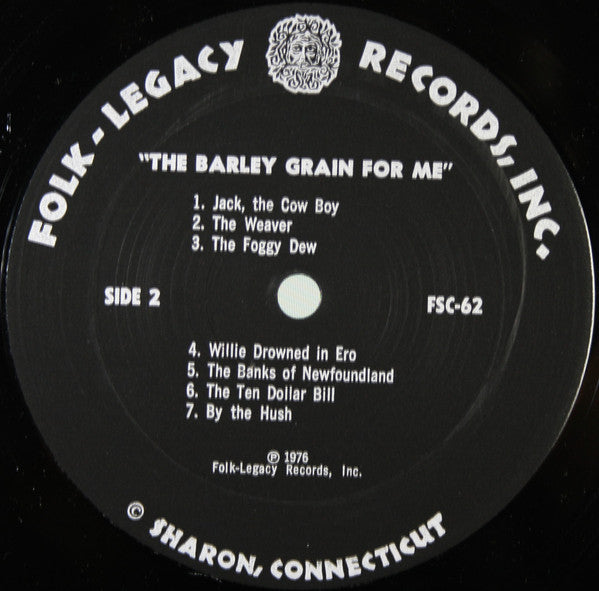 FOLK-LEGACY RECORDS, INC.
"THE BARLEY GRAIN FOR ME"
1. Jack, the Cow Boy
2. The Weaver
3. The Foggy Dew
SIDE 2
FSC-62
4. Willie Drowned in Ero
5. The Banks of Newfoundland
6. The Ten Dollar Bill
7. By the Hush
℗ 1976
Folk-Legacy Records, Inc.
© SHARON, CONNECTICUT